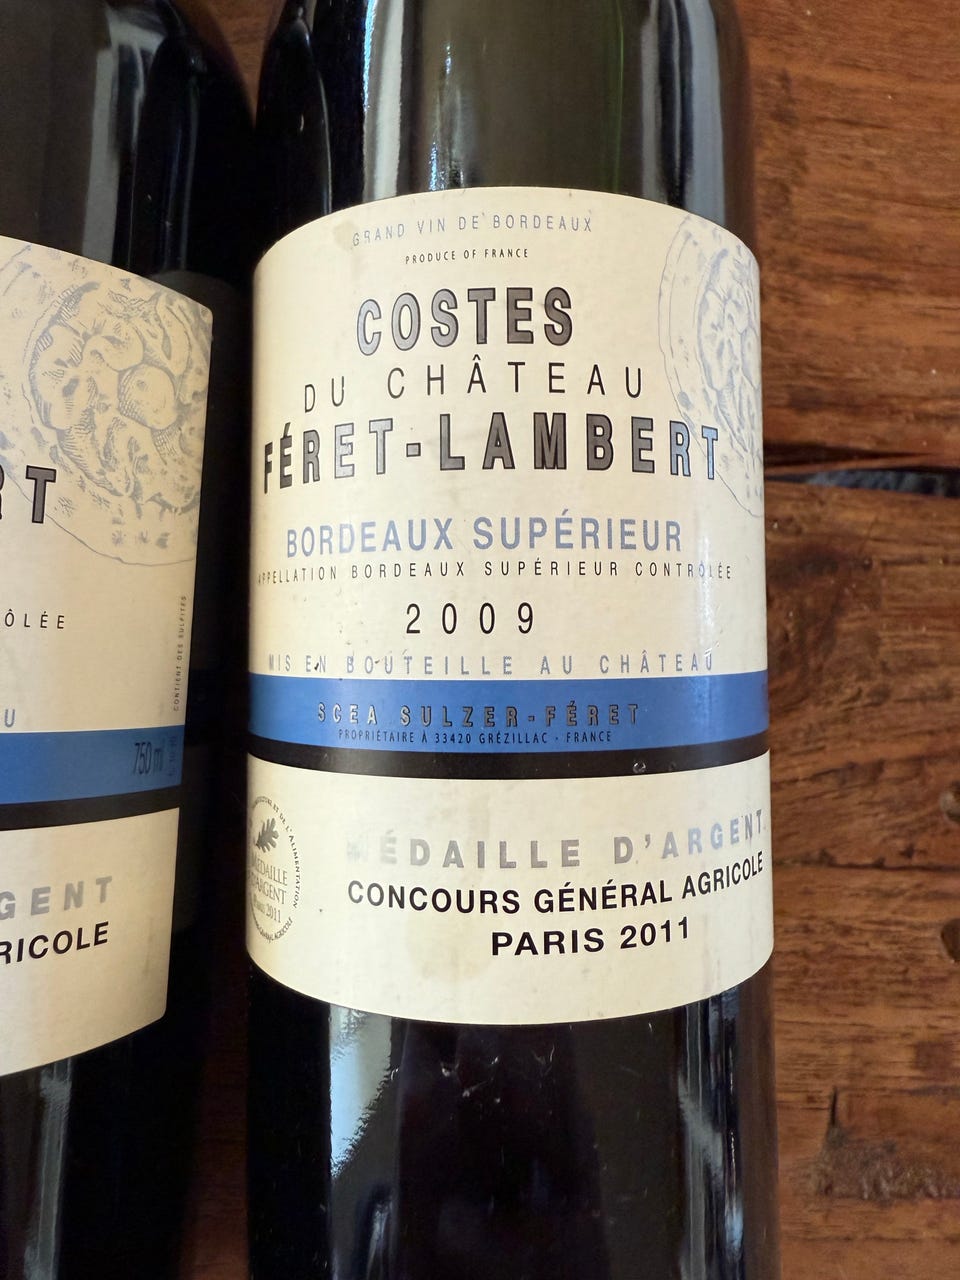 GRAND VIN DE BORDEAUX
PRODUCE OF FRANCE
COSTES
DU CHÂTEAU
FÉRET-LAMBERT
BORDEAUX SUPÉRIEUR
APPELLATION BORDEAUX SUPÉRIEUR CONTRÔLÉE
2009
MIS EN BOUTEILLE AU CHÂTEAU
SCEA SULZER-FÉRET
PROPRIÉTAIRE À 33420 GRÉZILLAC - FRANCE
MÉDAILLE D'ARGENT
CONCOURS GÉNÉRAL AGRICOLE
PARIS 2011
MÉDAILLE
D'ARGENT
PARIS 2011
RT
ÔLÉE
CONTIENT DES SULFITES
U
750 ml
GENT
RICOLE